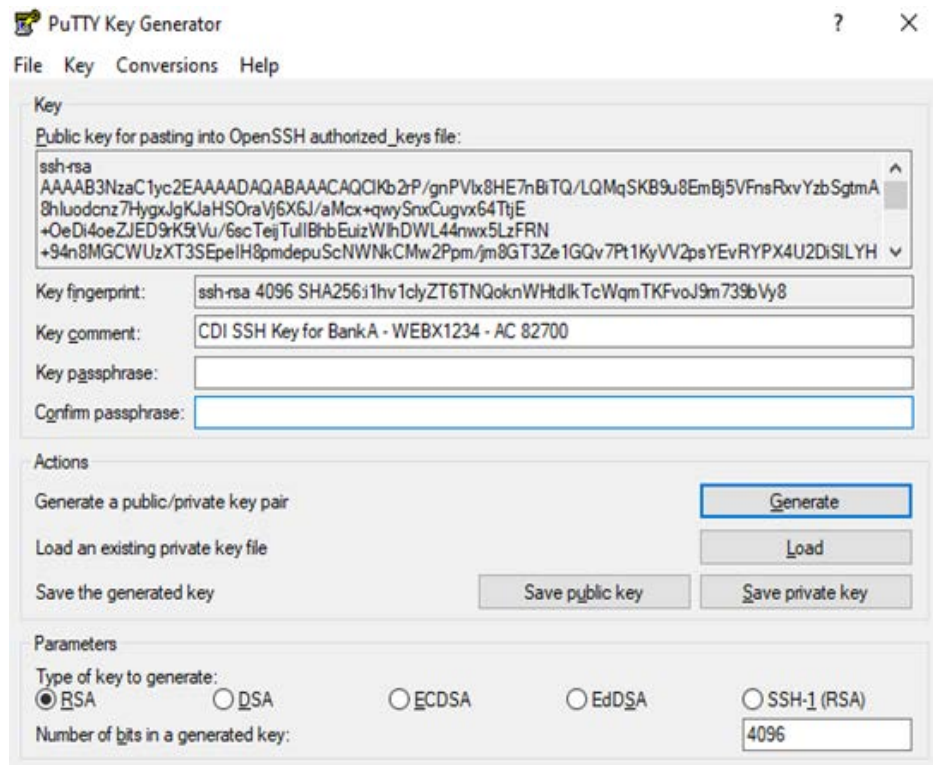 PuTTY Key Generator
? ×
File Key Conversions Help
Key
Public key for pasting into OpenSSH authorized_keys file:
ssh-rsa
AAAAB3NzaC1yc2EAAAADAQABAAACAQClKb2rP/gnPVlx8HE7nBiTQ/LQMqSKB9u8EmBj5VFnsRxvYzbSgtmA
8hluodcnz7HygxJgKJaHSOraVj6X6J/aMcx+qwySnxCugvx64TtjE
+OeDi4oeZJED9rK5tVu/6scTeijTulIBhbEuizWIhDWL44nwx5LzFRN
+94n8MGCWUzXT3SEpelH8pmdepuScNWNkCMw2Ppm/jm8GT3Ze1GQv7Pt1KyVV2psYEvRYPX4U2DiSlLYH
Key fingerprint: ssh-rsa 4096 SHA256:i1hv1clyZT6TNQoknWHtdlkTcWqmTKFvoJ9m739bVy8
Key comment: CDI SSH Key for BankA - WEBX1234 - AC 82700
Key passphrase:
Confirm passphrase:
Actions
Generate a public/private key pair Generate
Load an existing private key file Load
Save the generated key Save public key Save private key
Parameters
Type of key to generate:
RSA DSA ECDSA EdDSA SSH-1 (RSA)
Number of bits in a generated key: 4096